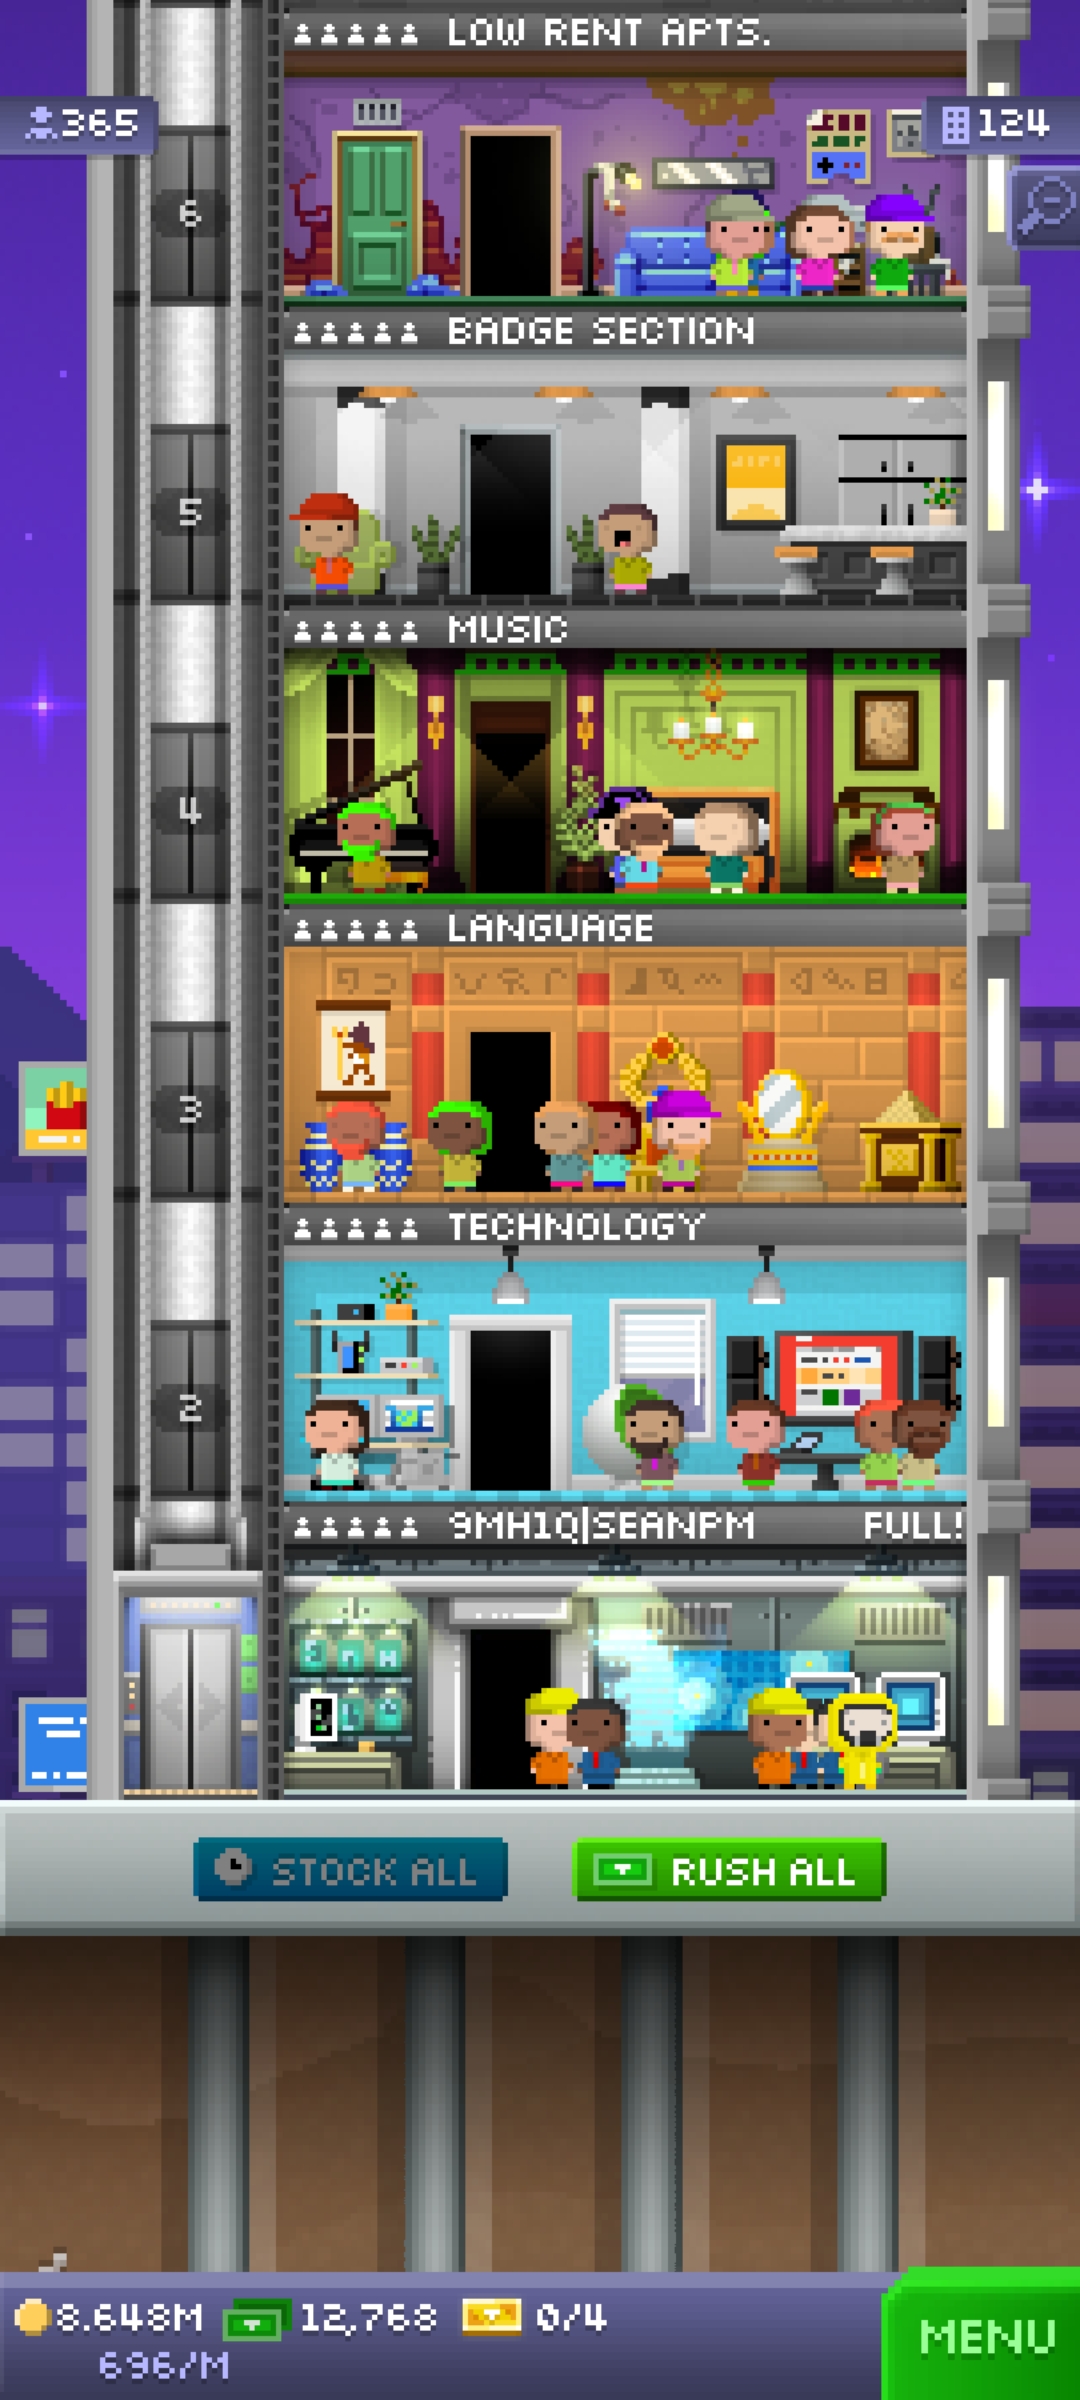 LOW RENT APTS.
365
124
6
BADGE SECTION
5
MUSIC
4
LANGUAGE
3
TECHNOLOGY
2
9MH1Q|SEANPM FULL!
STOCK ALL
RUSH ALL
8.648M 12,768 0/4
696/M
MENU